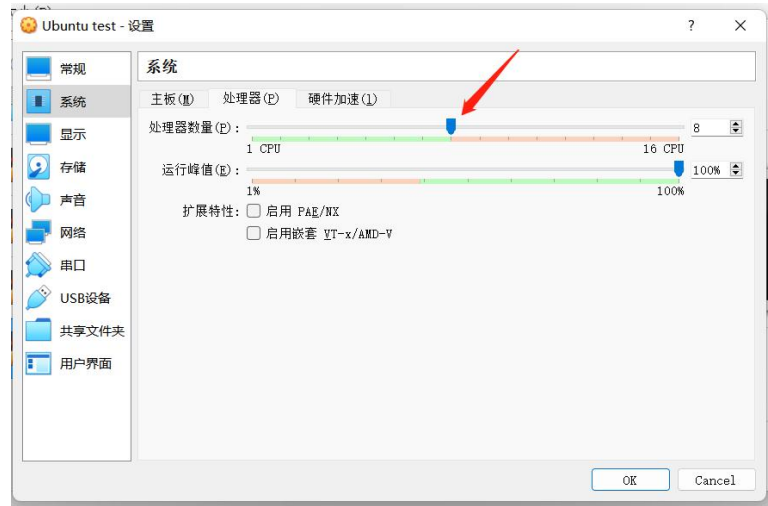 Ubuntu test - 设置
?
×
常规
系统
显示
存储
声音
网络
串口
USB设备
共享文件夹
用户界面
系统
主板(M) 处理器(P) 硬件加速(l)
处理器数量(P): 8
1 CPU 16 CPU
运行峰值(E): 100%
1% 100%
扩展特性: 启用 PAE/NX
启用嵌套 VT-x/AMD-V
OK Cancel